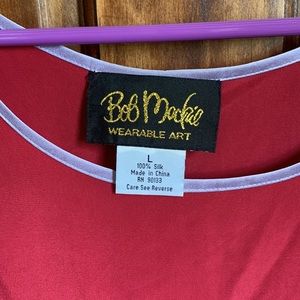 Bob Mackie
WEARABLE ART
L
100% Silk
Made in China
RN 90133
Care See Reverse